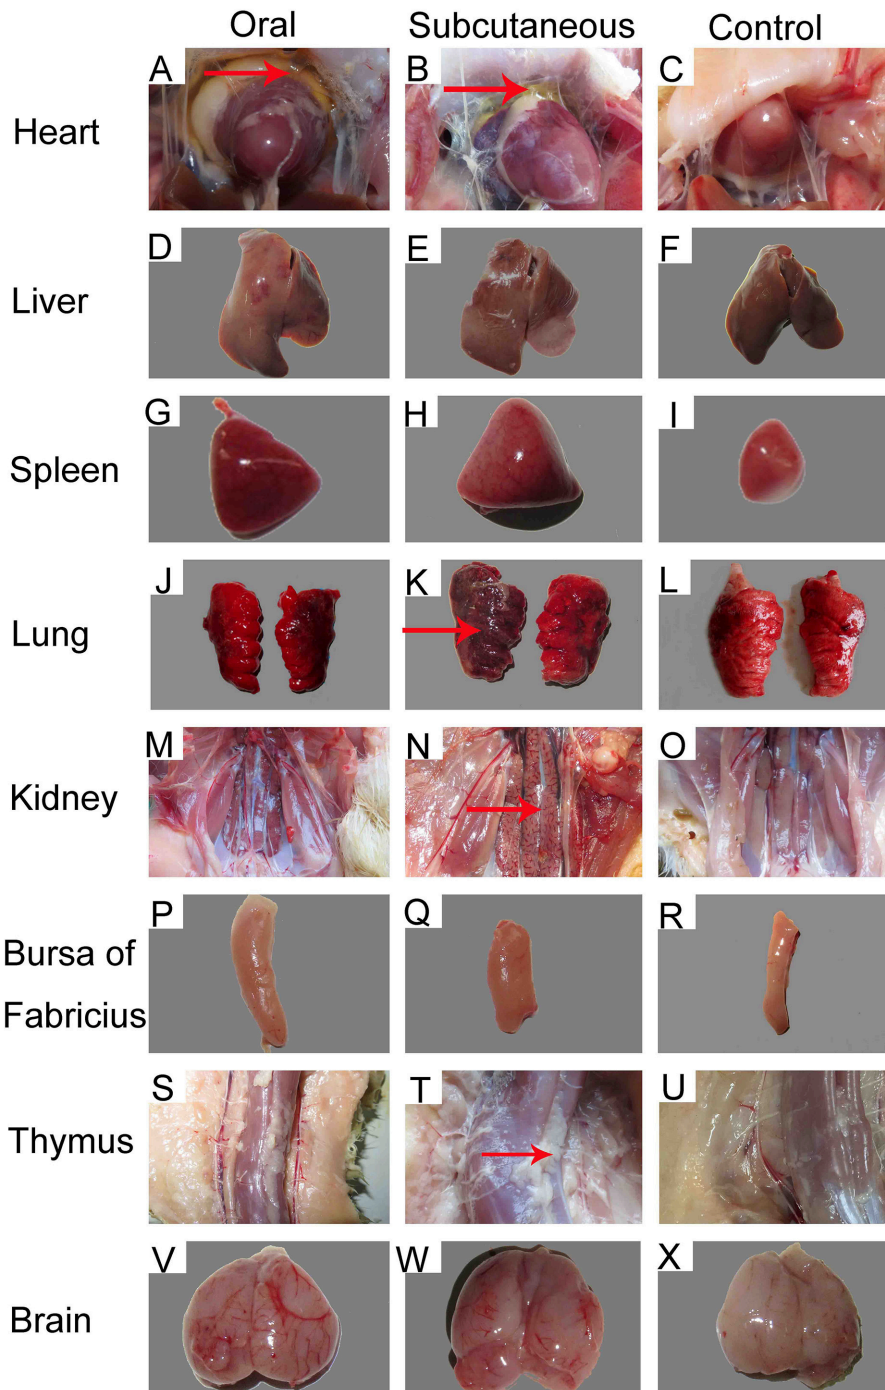 Oral Subcutaneous Control
Heart A B C
Liver D E F
Spleen G H I
Lung J K L
Kidney M N O
Bursa of
Fabricius P Q R
Thymus S T U
Brain V W X